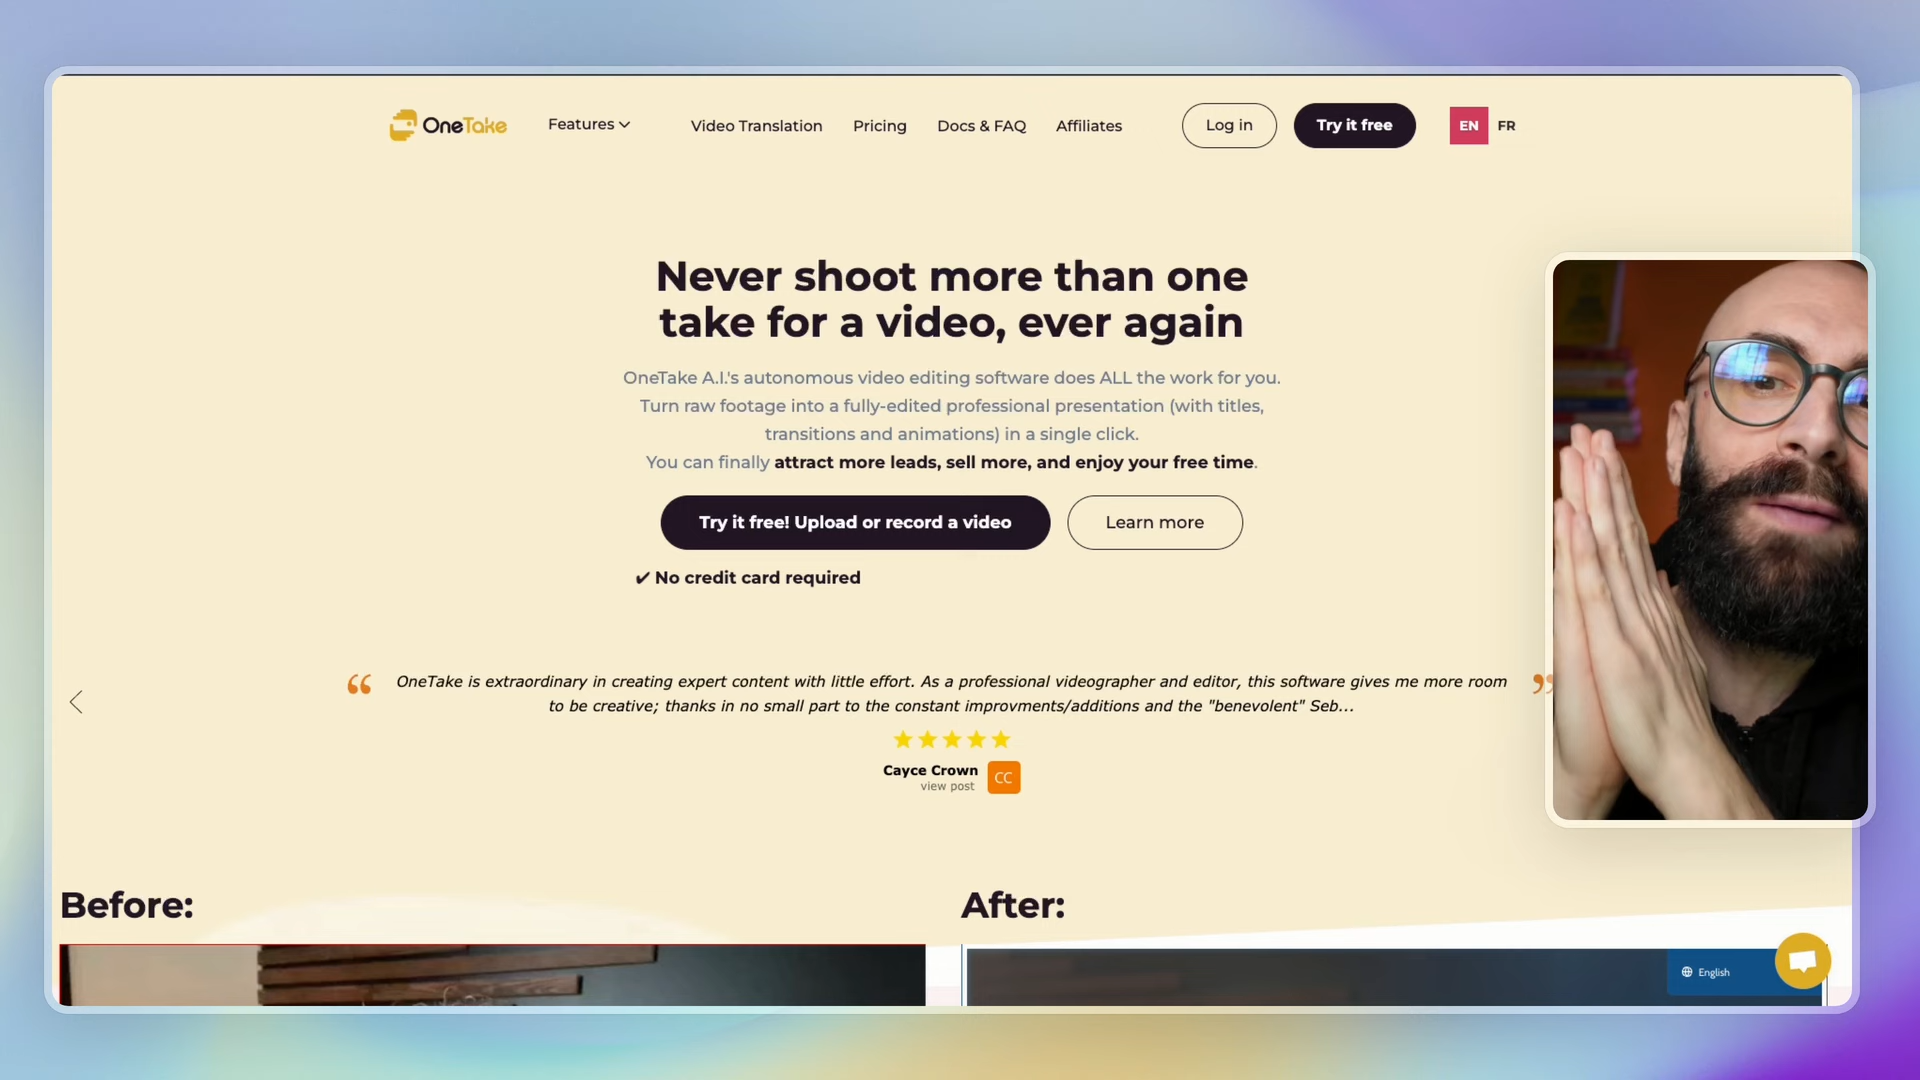 OneTake
Features
Video Translation
Pricing
Docs & FAQ
Affiliates
Log in
Try it free
EN
FR
Never shoot more than one
take for a video, ever again
OneTake A.I.'s autonomous video editing software does ALL the work for you.
Turn raw footage into a fully-edited professional presentation (with titles,
transitions and animations) in a single click.
You can finally attract more leads, sell more, and enjoy your free time.
Try it free! Upload or record a video
Learn more
✔ No credit card required
“ OneTake is extraordinary in creating expert content with little effort. As a professional videographer and editor, this software gives me more room ”
to be creative; thanks in no small part to the constant improvments/additions and the "benevolent" Seb...
Cayce Crown
view post
CC
Before:
After:
English